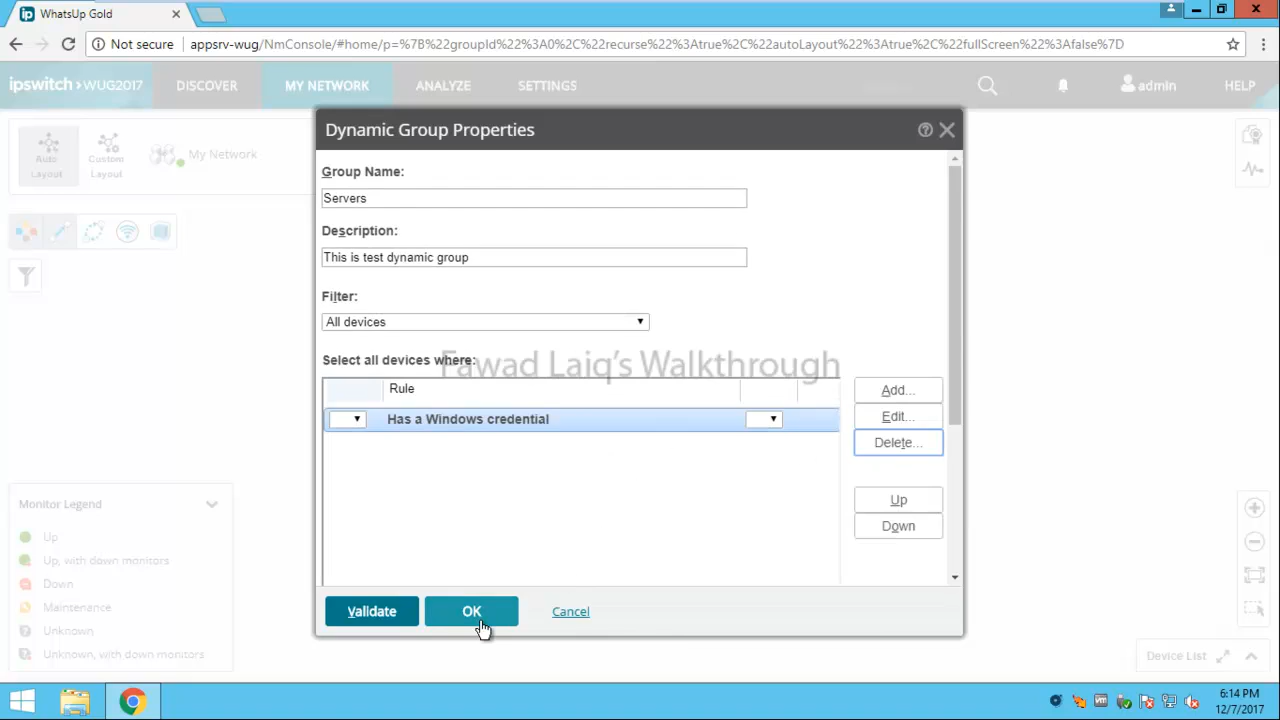 WhatsUp Gold
Not secure
appsrv-wug/NmConsole/#home/p=%7B%22groupId%22%3A0%2C%22recurse%22%3Atrue%2C%22autoLayout%22%3Atrue%2C%22fullScreen%22%3Afalse%7D
ipswitch WUG2017
DISCOVER
MY NETWORK
ANALYZE
SETTINGS
admin
HELP
Auto
Layout
Custom
Layout
My Network
Dynamic Group Properties
Group Name:
Servers
Description:
This is test dynamic group
Filter:
All devices
Select all devices where:
Fawad Laiq's Walkthrough
Rule
Has a Windows credential
Add...
Edit...
Delete...
Up
Down
Validate
OK
Cancel
Monitor Legend
Up
Up, with down monitors
Down
Maintenance
Unknown
Unknown, with down monitors
Device List
6:14 PM
12/7/2017